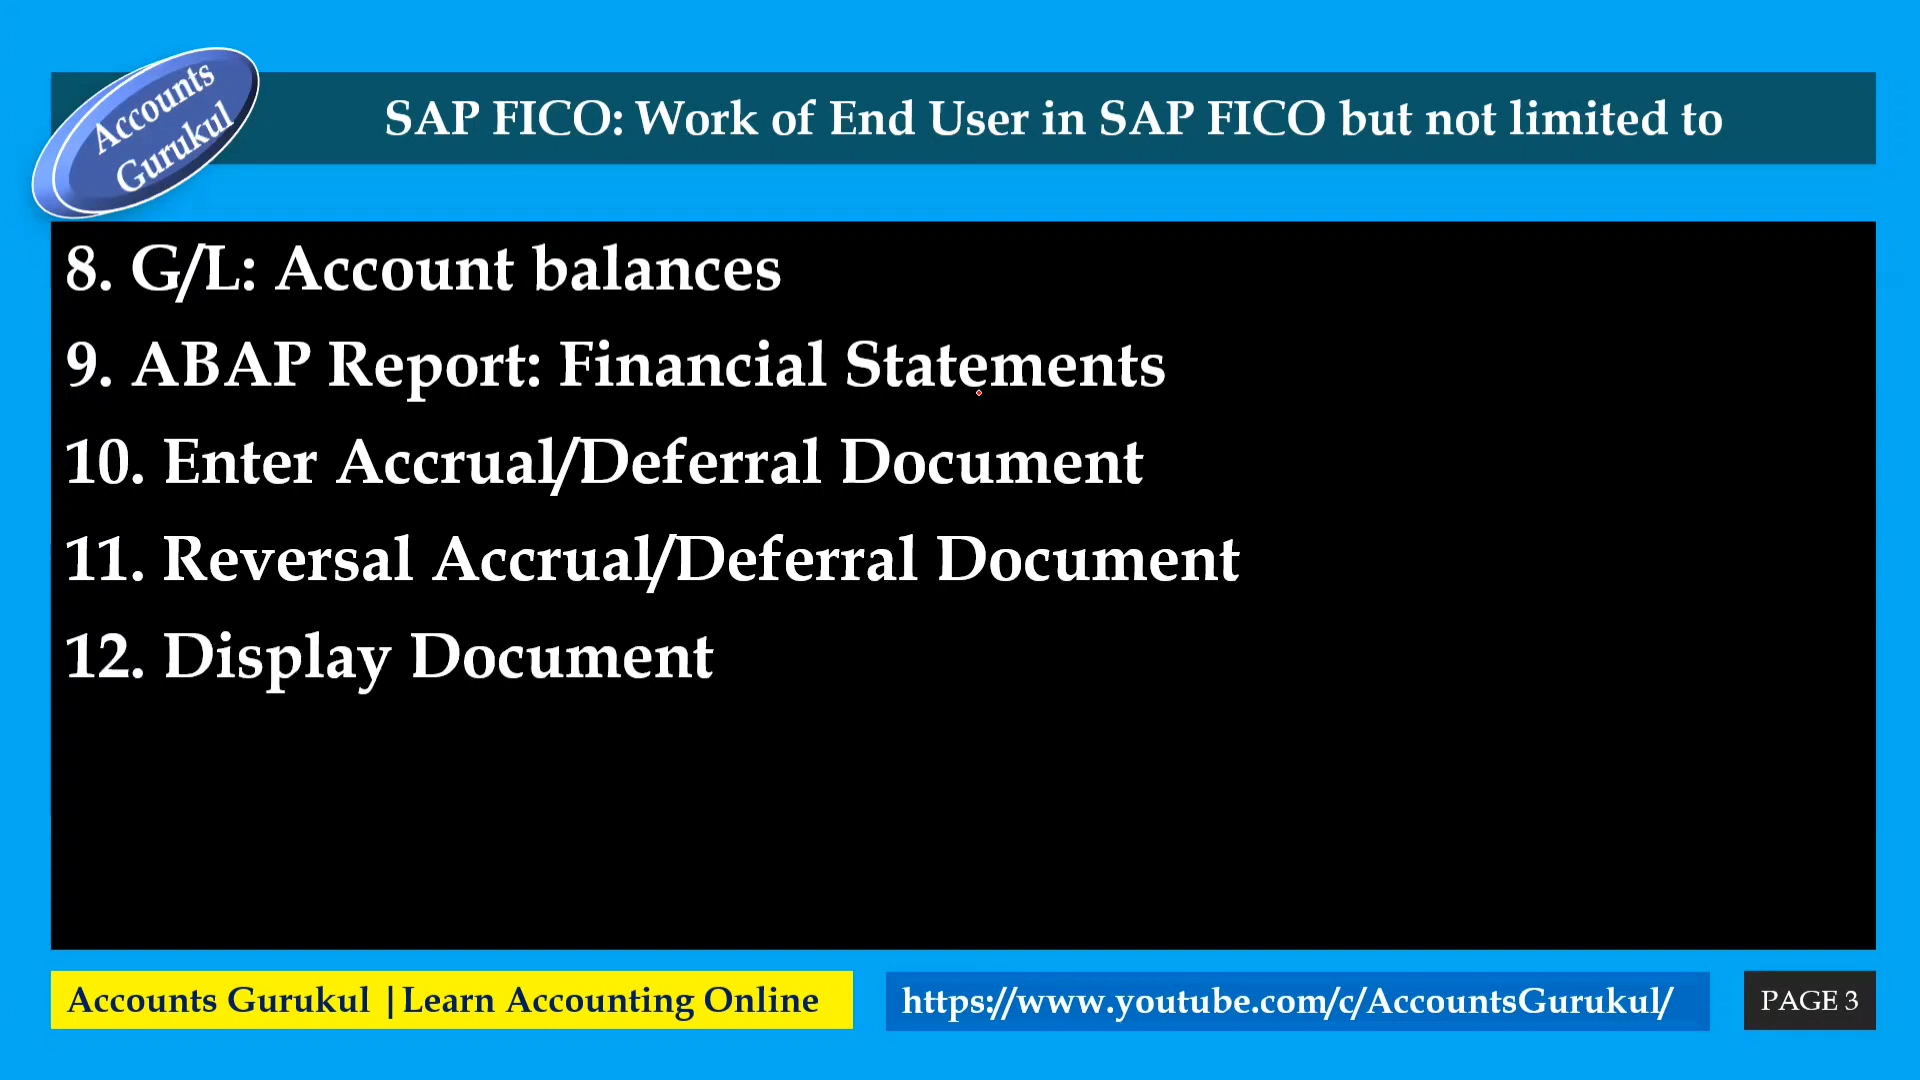 Accounts
Gurukul
SAP FICO: Work of End User in SAP FICO but not limited to
8. G/L: Account balances
9. ABAP Report: Financial Statements
10. Enter Accrual/Deferral Document
11. Reversal Accrual/Deferral Document
12. Display Document
Accounts Gurukul | Learn Accounting Online
https://www.youtube.com/c/AccountsGurukul/
PAGE 3